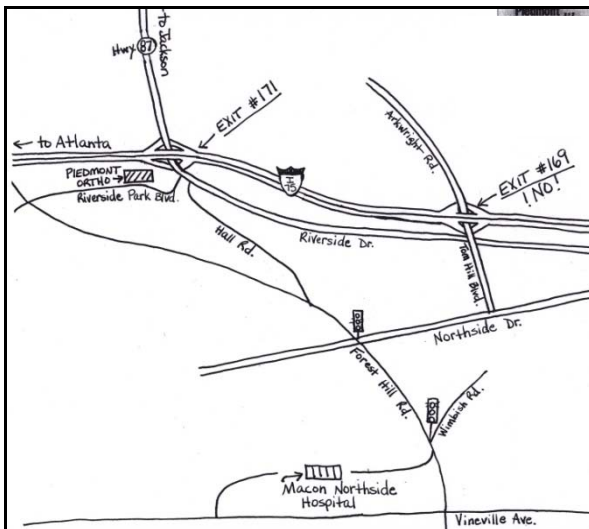 Piedmont
to Jackson
Hwy 87
EXIT #171
← to Atlanta
PIEDMONT
ORTHO
Riverside Park Blvd.
Arkwright Rd.
EXIT #169
! NO!
Hall Rd.
Riverside Dr.
Tom Hill Blvd.
Northside Dr.
Forest Hill Rd.
Wimbish Rd.
Macon Northside
Hospital
Vineville Ave.